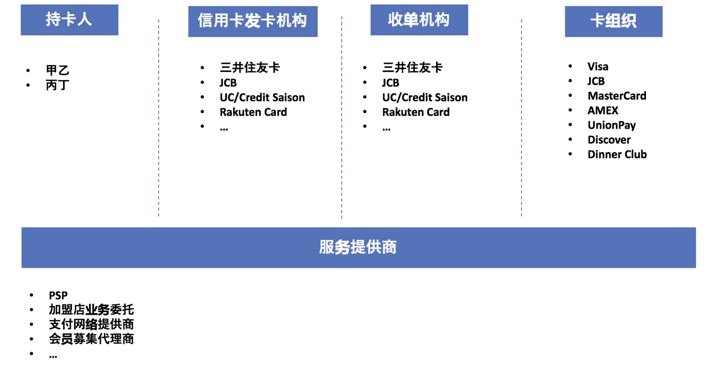 持卡人
• 甲乙
• 丙丁
信用卡发卡机构
• 三井住友卡
• JCB
• UC/Credit Saison
• Rakuten Card
• ...
收单机构
• 三井住友卡
• JCB
• UC/Credit Saison
• Rakuten Card
• ...
卡组织
• Visa
• JCB
• MasterCard
• AMEX
• UnionPay
• Discover
• Dinner Club
服务提供商
• PSP
• 加盟店业务委托
• 支付网络提供商
• 会员募集代理商
• ...